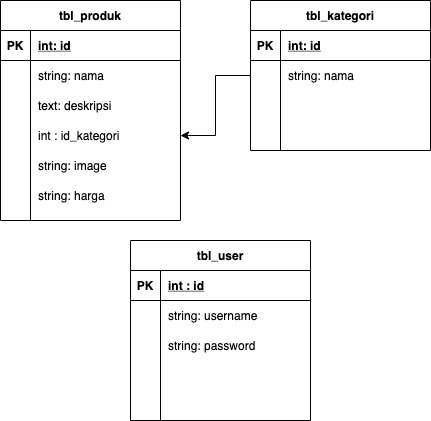 tbl_produk
PK int: id
string: nama
text: deskripsi
int : id_kategori
string: image
string: harga
tbl_kategori
PK int: id
string: nama
tbl_user
PK int : id
string: username
string: password